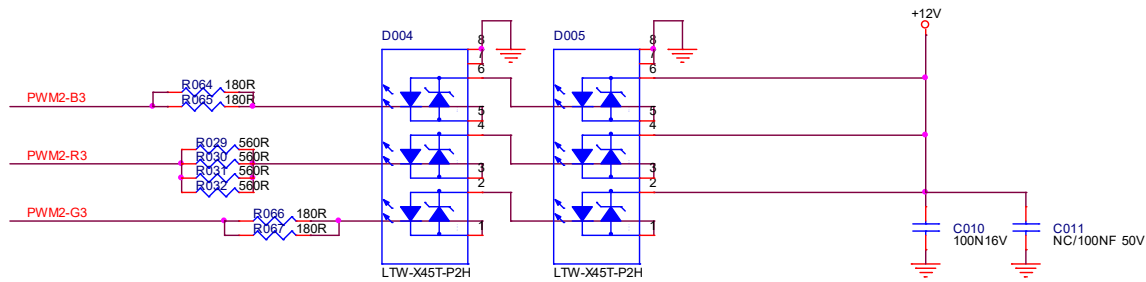 +12V
D004
D005
8
7
6
5
4
3
2
1
8
7
6
5
4
3
2
1
PWM2-B3
R064 180R
R065 180R
PWM2-R3
R029 560R
R030 560R
R031 560R
R032 560R
PWM2-G3
R066 180R
R067 180R
LTW-X45T-P2H
LTW-X45T-P2H
C010
100N16V
C011
NC/100NF 50V